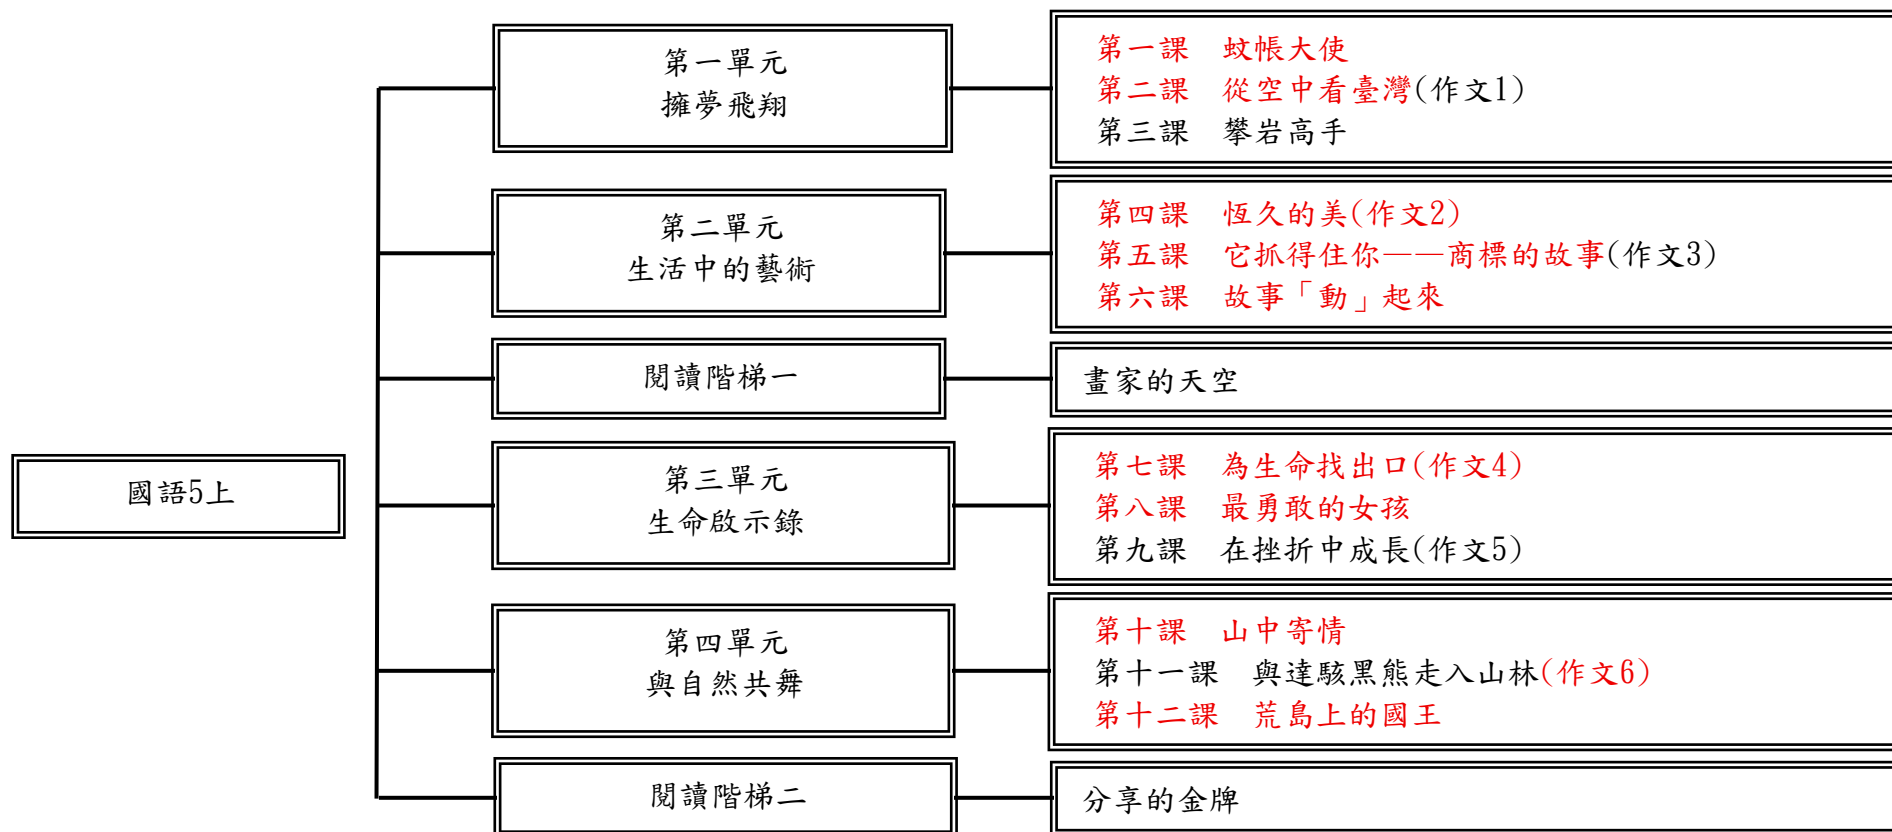 國語5上
第一單元
擁夢飛翔
第一課　蚊帳大使
第二課　從空中看臺灣(作文1)
第三課　攀岩高手
第二單元
生活中的藝術
第四課　恆久的美(作文2)
第五課　它抓得住你——商標的故事(作文3)
第六課　故事「動」起來
閱讀階梯一
畫家的天空
第三單元
生命啟示錄
第七課　為生命找出口(作文4)
第八課　最勇敢的女孩
第九課　在挫折中成長(作文5)
第四單元
與自然共舞
第十課　山中寄情
第十一課　與達駭黑熊走入山林(作文6)
第十二課　荒島上的國王
閱讀階梯二
分享的金牌